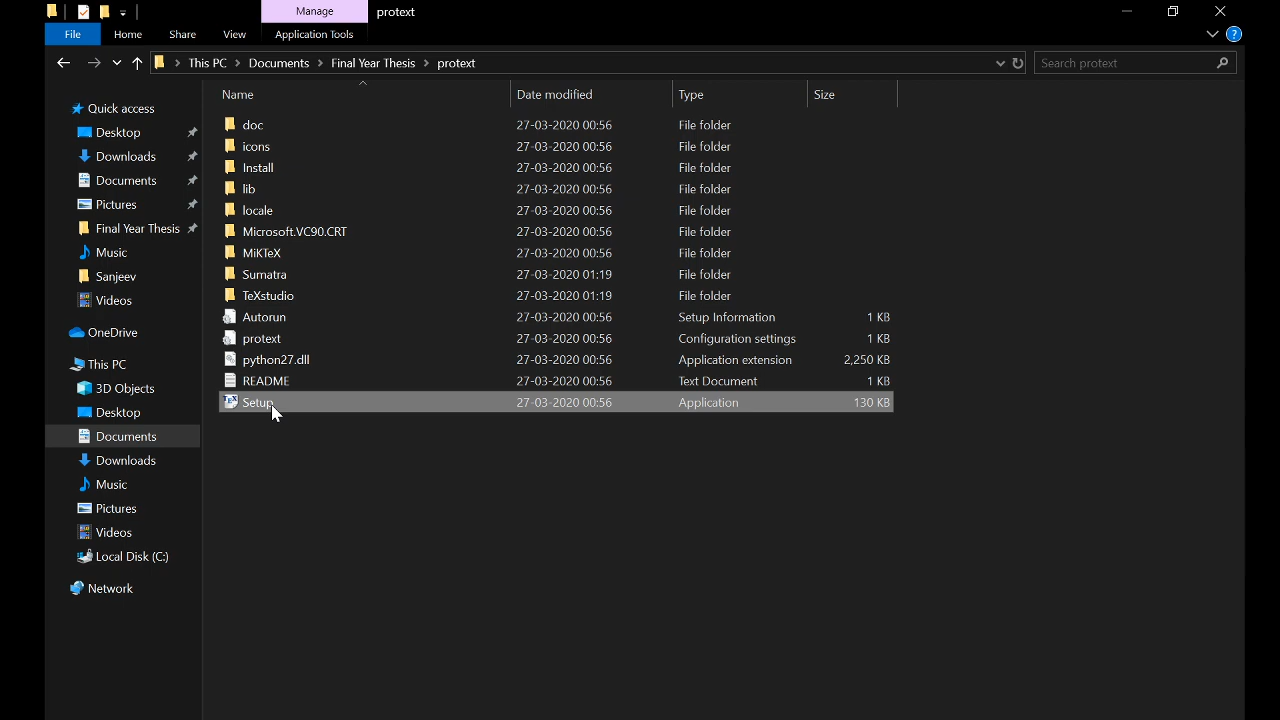 Manage
protext
File
Home
Share
View
Application Tools
?
This PC
Documents
Final Year Thesis
protext
Search protext
Name
Date modified
Type
Size
Quick access
Desktop
Downloads
Documents
Pictures
Final Year Thesis
Music
Sanjeev
Videos
OneDrive
This PC
3D Objects
Desktop
Documents
Downloads
Music
Pictures
Videos
Local Disk (C:)
Network
doc 27-03-2020 00:56 File folder
icons 27-03-2020 00:56 File folder
Install 27-03-2020 00:56 File folder
lib 27-03-2020 00:56 File folder
locale 27-03-2020 00:56 File folder
Microsoft.VC90.CRT 27-03-2020 00:56 File folder
MiKTeX 27-03-2020 00:56 File folder
Sumatra 27-03-2020 01:19 File folder
TeXstudio 27-03-2020 01:19 File folder
Autorun 27-03-2020 00:56 Setup Information 1 KB
protext 27-03-2020 00:56 Configuration settings 1 KB
python27.dll 27-03-2020 00:56 Application extension 2,250 KB
README 27-03-2020 00:56 Text Document 1 KB
Setup 27-03-2020 00:56 Application 130 KB